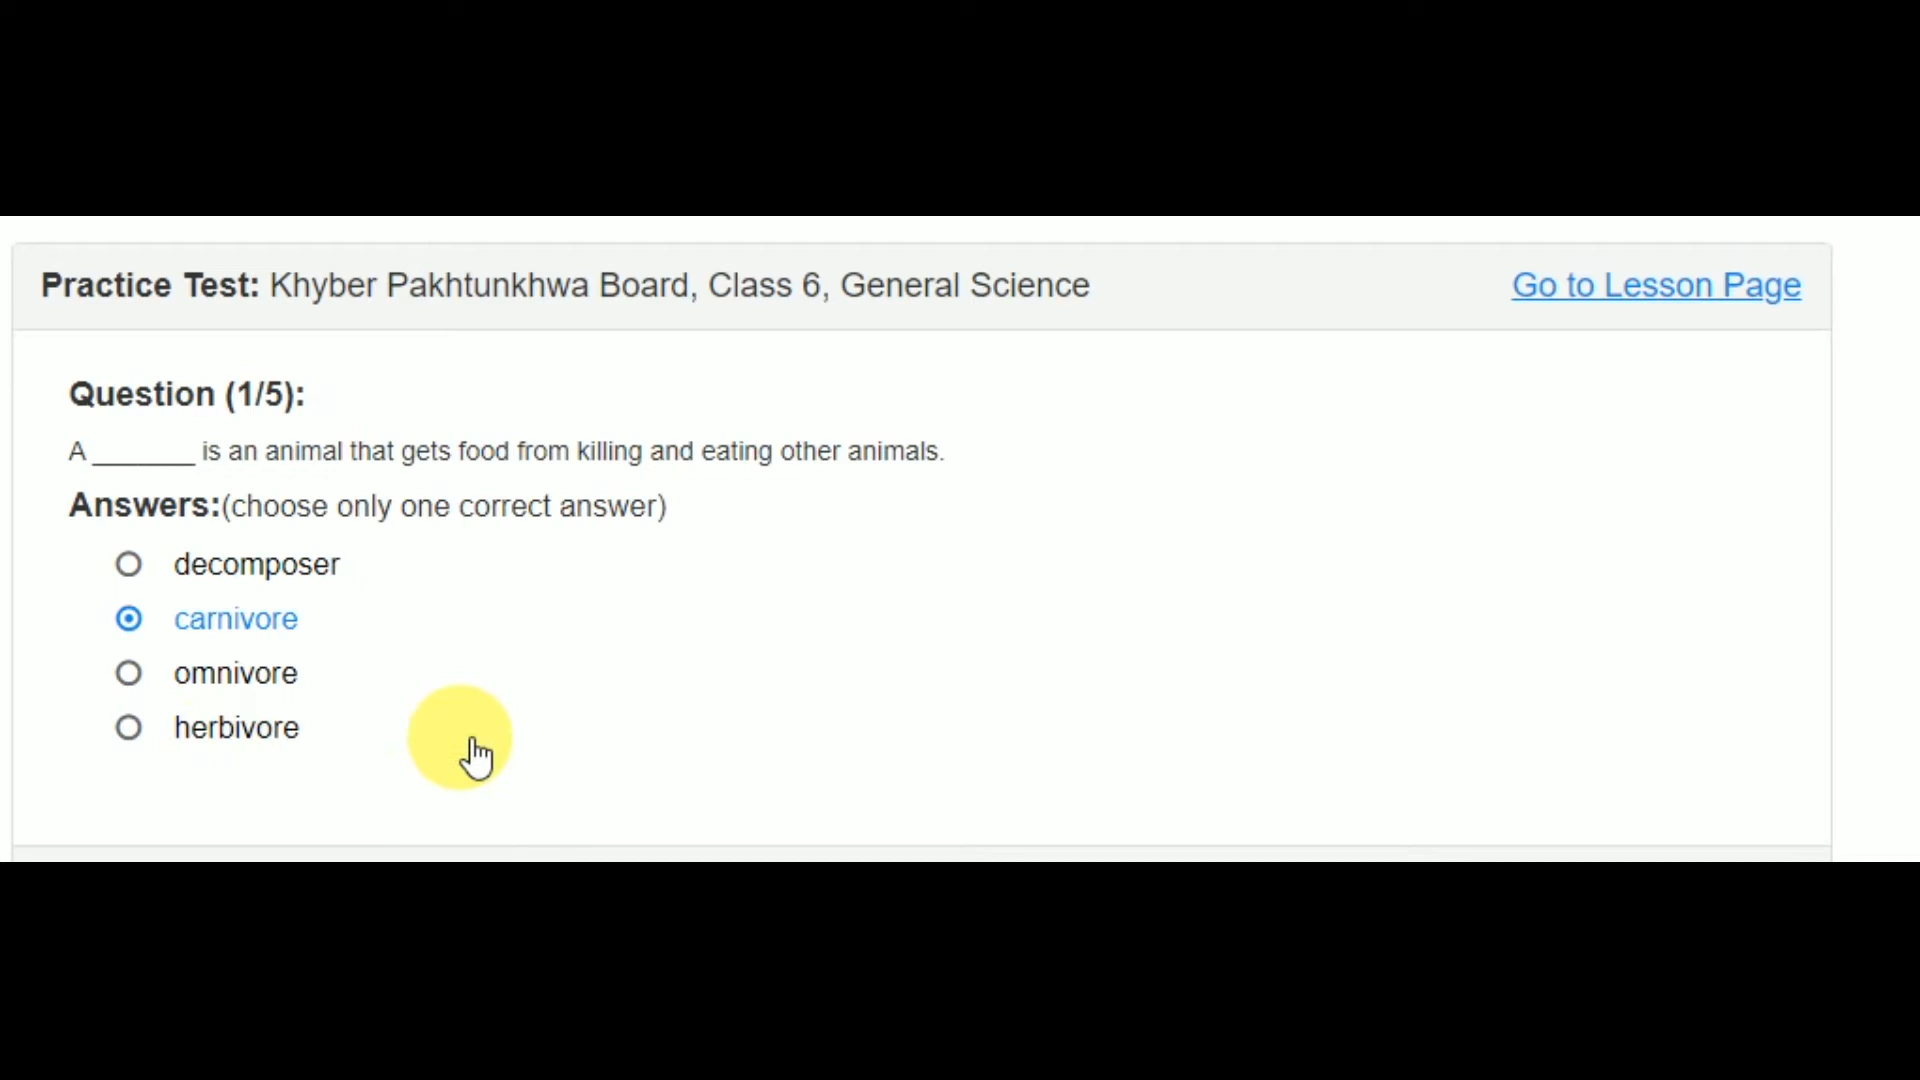 Practice Test: Khyber Pakhtunkhwa Board, Class 6, General Science Go to Lesson Page
Question (1/5):
A _______ is an animal that gets food from killing and eating other animals.
Answers:(choose only one correct answer)
decomposer
carnivore
omnivore
herbivore